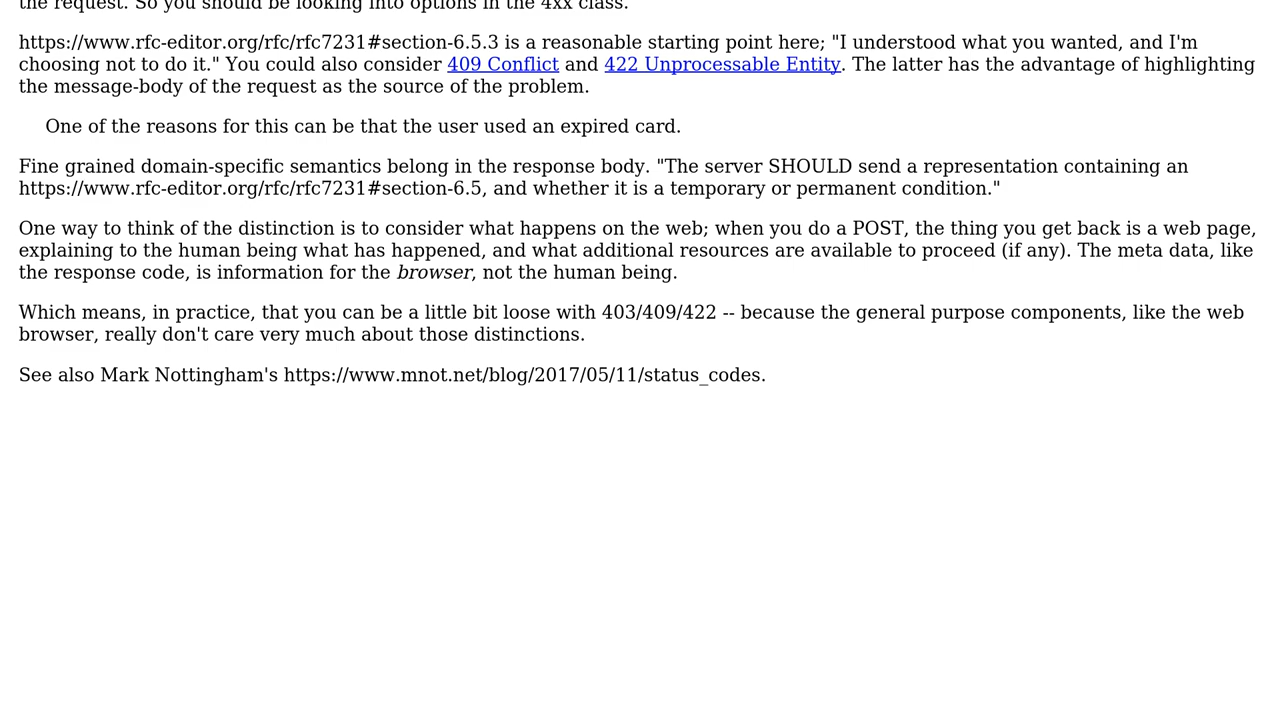 the request. So you should be looking into options in the 4xx class.
https://www.rfc-editor.org/rfc/rfc7231#section-6.5.3 is a reasonable starting point here; "I understood what you wanted, and I'm
choosing not to do it." You could also consider 409 Conflict and 422 Unprocessable Entity. The latter has the advantage of highlighting
the message-body of the request as the source of the problem.
One of the reasons for this can be that the user used an expired card.
Fine grained domain-specific semantics belong in the response body. "The server SHOULD send a representation containing an
https://www.rfc-editor.org/rfc/rfc7231#section-6.5, and whether it is a temporary or permanent condition."
One way to think of the distinction is to consider what happens on the web; when you do a POST, the thing you get back is a web page,
explaining to the human being what has happened, and what additional resources are available to proceed (if any). The meta data, like
the response code, is information for the browser, not the human being.
Which means, in practice, that you can be a little bit loose with 403/409/422 -- because the general purpose components, like the web
browser, really don't care very much about those distinctions.
See also Mark Nottingham's https://www.mnot.net/blog/2017/05/11/status_codes.